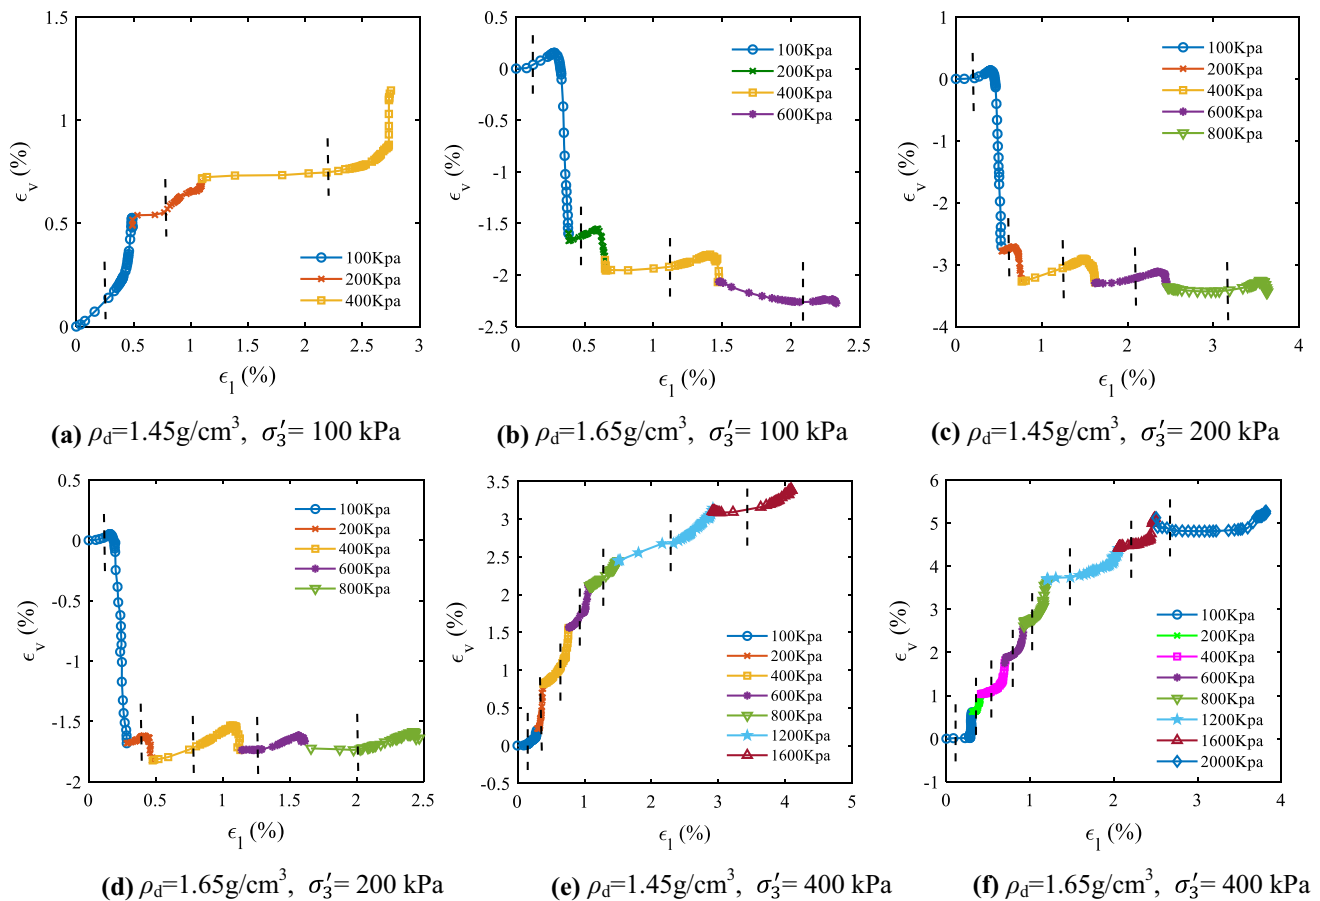 1.5
1
0.5
0
ϵv (%)
0 0.5 1 1.5 2 2.5 3
ϵl (%)
100Kpa
200Kpa
400Kpa
(a) ρd=1.45g/cm³, σ′3= 100 kPa
0.5
0
-0.5
-1
-1.5
-2
-2.5
ϵv (%)
0 0.5 1 1.5 2 2.5
ϵl (%)
100Kpa
200Kpa
400Kpa
600Kpa
(b) ρd=1.65g/cm³, σ′3= 100 kPa
1
0
-1
-2
-3
-4
ϵv (%)
0 1 2 3 4
ϵl (%)
100Kpa
200Kpa
400Kpa
600Kpa
800Kpa
(c) ρd=1.45g/cm³, σ′3= 200 kPa
0.5
0
-0.5
-1
-1.5
-2
ϵv (%)
0 0.5 1 1.5 2 2.5
ϵl (%)
100Kpa
200Kpa
400Kpa
600Kpa
800Kpa
(d) ρd=1.65g/cm³, σ′3= 200 kPa
3.5
3
2.5
2
1.5
1
0.5
0
-0.5
ϵv (%)
0 1 2 3 4 5
ϵl (%)
100Kpa
200Kpa
400Kpa
600Kpa
800Kpa
1200Kpa
1600Kpa
(e) ρd=1.45g/cm³, σ′3= 400 kPa
6
5
4
3
2
1
0
-1
ϵv (%)
0 1 2 3 4
ϵl (%)
100Kpa
200Kpa
400Kpa
600Kpa
800Kpa
1200Kpa
1600Kpa
2000Kpa
(f) ρd=1.65g/cm³, σ′3= 400 kPa